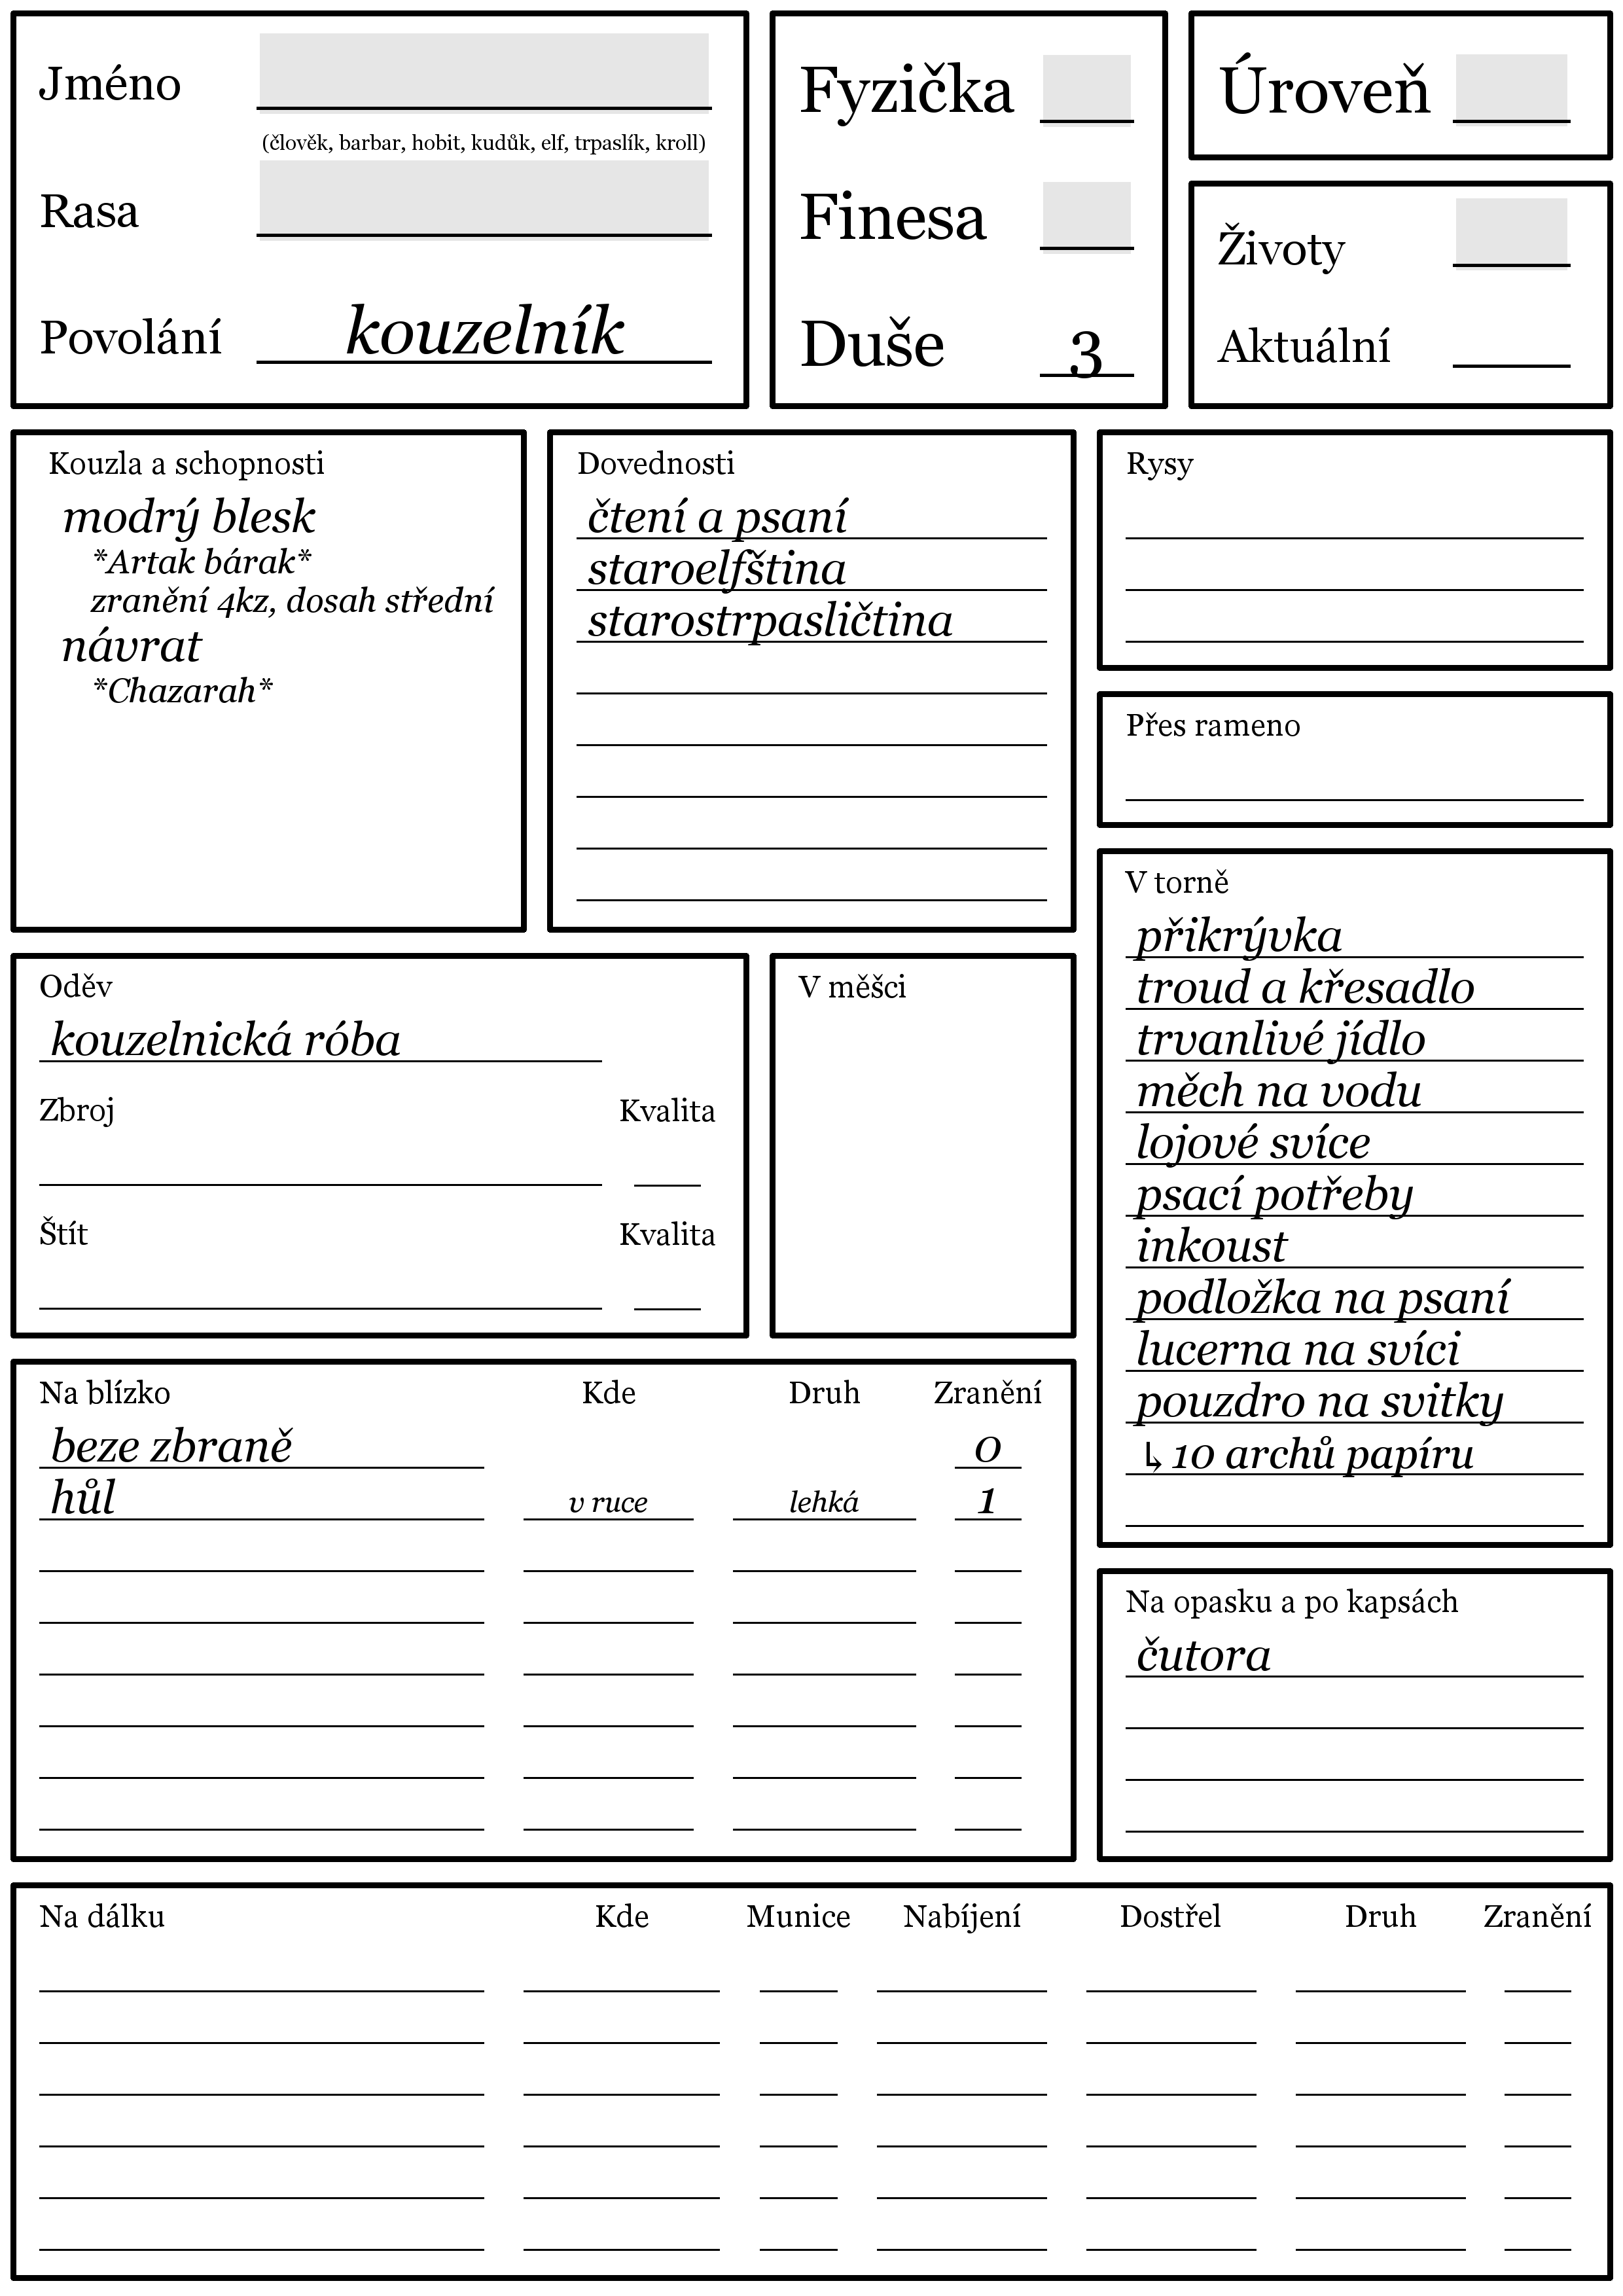 Jméno
(člověk, barbar, hobit, kudůk, elf, trpaslík, kroll)
Rasa
Povolání kouzelník
Fyzička
Finesa
Duše 3
Úroveň
Životy
Aktuální
Kouzla a schopnosti
modrý blesk
*Artak bárak*
zranění 4kz, dosah střední
návrat
*Chazarah*
Dovednosti
čtení a psaní
staroelfština
starostrpasličtina
Rysy
Přes rameno
V torně
přikrývka
troud a křesadlo
trvanlivé jídlo
měch na vodu
lojové svíce
psací potřeby
inkoust
podložka na psaní
lucerna na svíci
pouzdro na svitky
↳10 archů papíru
Oděv
kouzelnická róba
Zbroj Kvalita
Štít Kvalita
V měšci
Na blízko Kde Druh Zranění
beze zbraně 0
hůl v ruce lehká 1
Na opasku a po kapsách
čutora
Na dálku Kde Munice Nabíjení Dostřel Druh Zranění